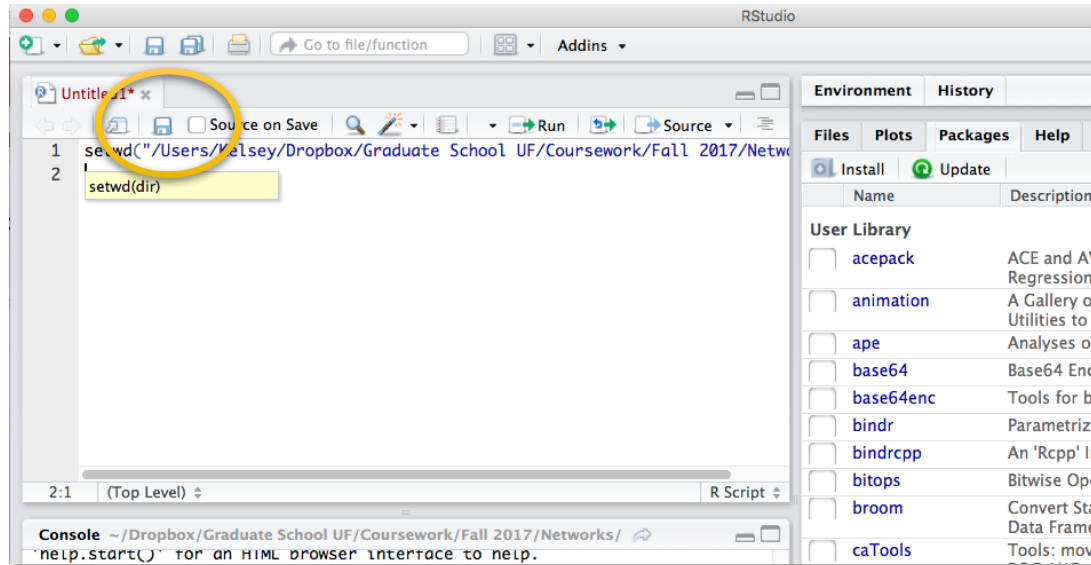 RStudio
Go to file/function Addins
Untitled1* Environment History
Source on Save Run Source Files Plots Packages Help
1 setwd("/Users/Kelsey/Dropbox/Graduate School UF/Coursework/Fall 2017/Netwo
2 Install Update
setwd(dir)
Name Description
User Library
acepack ACE and AV
Regression
animation A Gallery o
Utilities to
ape Analyses o
base64 Base64 Enc
base64enc Tools for b
bindr Parametriz
bindrcpp An 'Rcpp' I
bitops Bitwise Ope
2:1 (Top Level) R Script
broom Convert Sta
Data Frame
Console ~/Dropbox/Graduate School UF/Coursework/Fall 2017/Networks/
'help.start()' for an HTML browser interface to help.
caTools Tools: mov